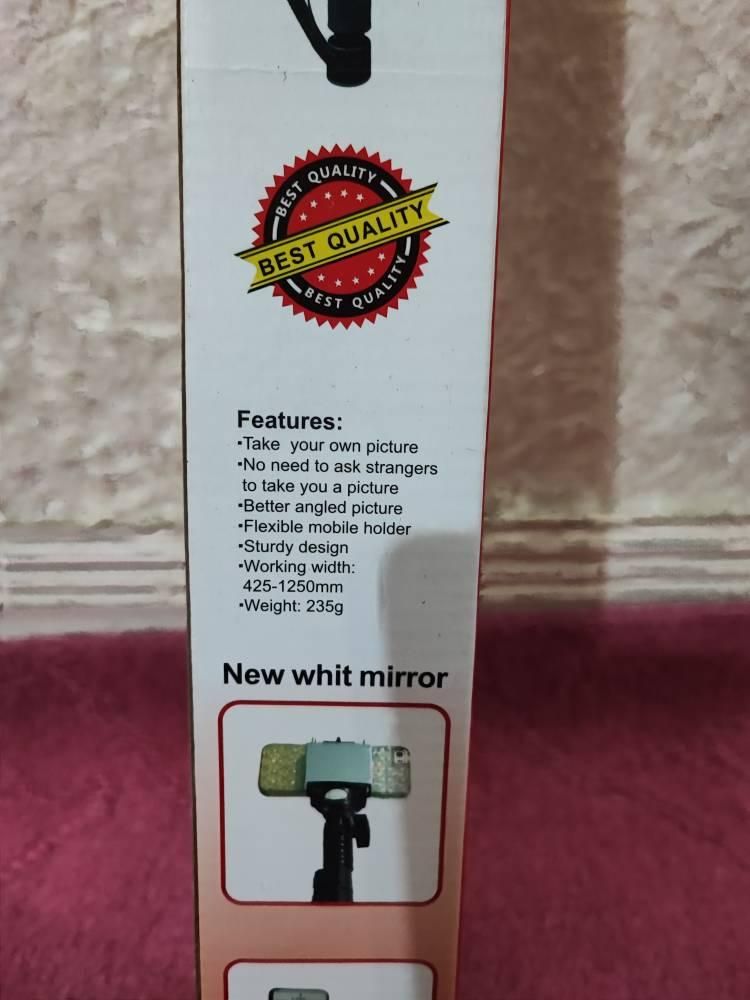 BEST QUALITY
BEST QUALITY
BEST QUALITY
Features:
·Take your own picture
·No need to ask strangers
to take you a picture
·Better angled picture
·Flexible mobile holder
·Sturdy design
·Working width:
425-1250mm
·Weight: 235g
New whit mirror